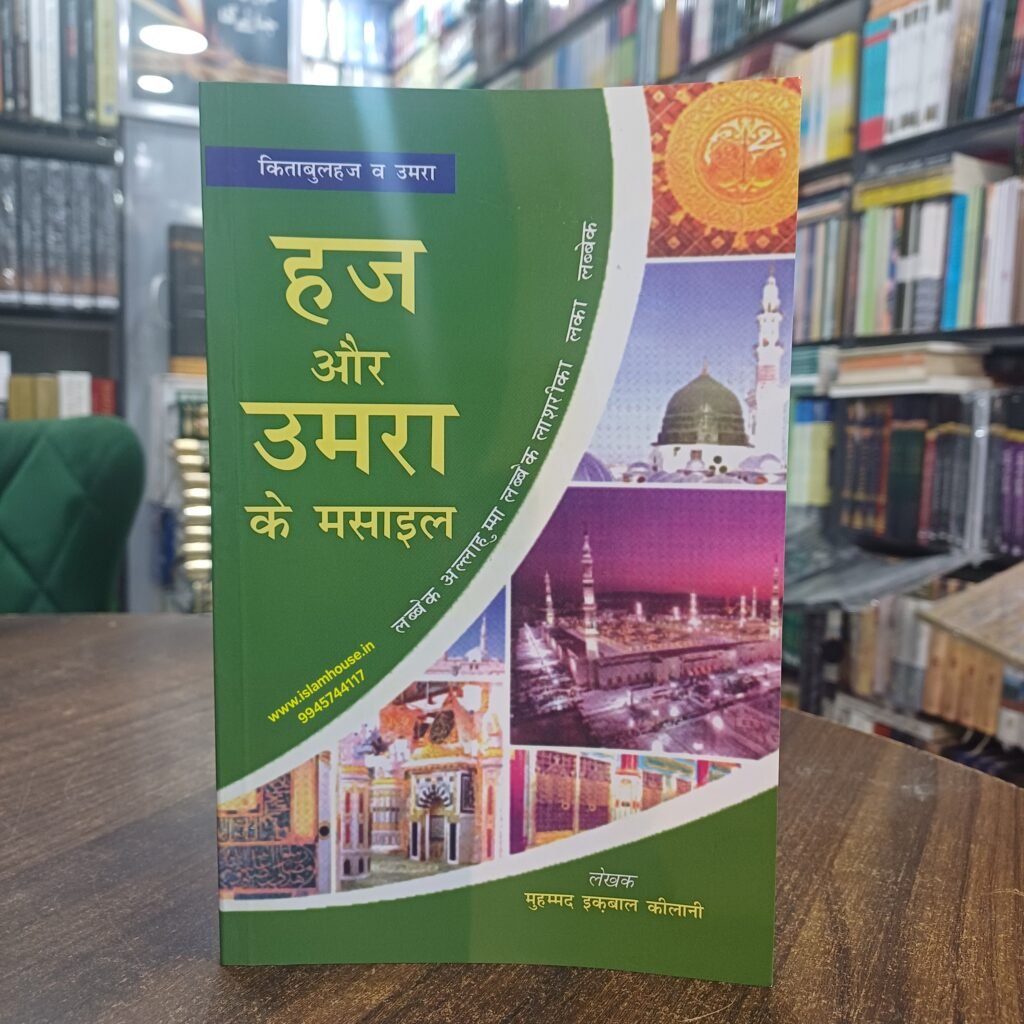 किताबुलहज व उमरा
हज
और
उमरा
के मसाइल
लब्बेक अल्लाहुम्मा लब्बेक लाशरीका लका लब्बेक
www.islamhouse.in
9945744117
लेखक
मुहम्मद इक़बाल कीलानी